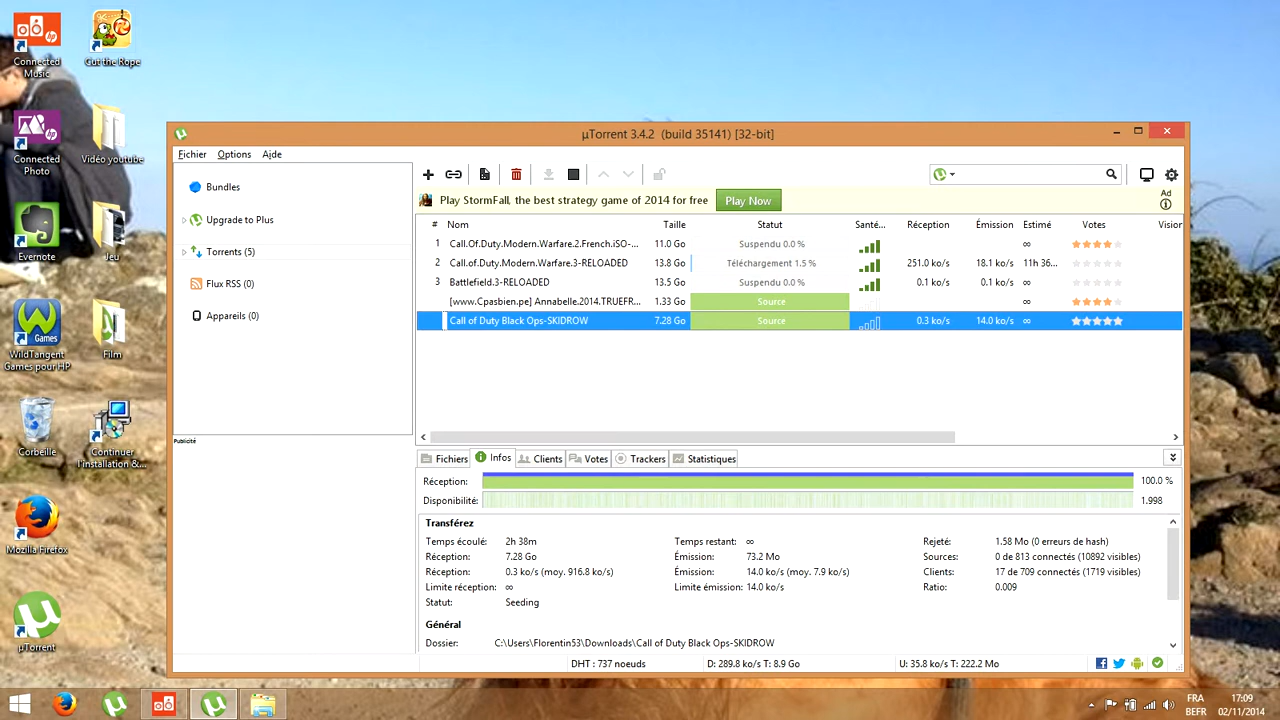 Connected Music
Cut the Rope
Connected Photo
Vidéo youtube
Evernote
Jeu
WildTangent Games pour HP
Film
Corbeille
Continuer l'installation &...
Mozilla Firefox
µTorrent
µTorrent 3.4.2 (build 35141) [32-bit]
Fichier Options Aide
Bundles
Upgrade to Plus
Torrents (5)
Flux RSS (0)
Appareils (0)
Publicité
Play StormFall, the best strategy game of 2014 for free Play Now Ad
# Nom Taille Statut Santé... Réception Émission Estimé Votes Vision
1 Call.Of.Duty.Modern.Warfare.2.French.iSO-... 11.0 Go Suspendu 0.0 % ∞
2 Call.of.Duty.Modern.Warfare.3-RELOADED 13.8 Go Téléchargement 1.5 % 251.0 ko/s 18.1 ko/s 11h 36...
3 Battlefield.3-RELOADED 13.5 Go Suspendu 0.0 % 0.1 ko/s 0.1 ko/s ∞
[www.Cpasbien.pe] Annabelle.2014.TRUEFR... 1.33 Go Source ∞
Call of Duty Black Ops-SKIDROW 7.28 Go Source 0.3 ko/s 14.0 ko/s ∞
Fichiers Infos Clients Votes Trackers Statistiques
Réception: 100.0 %
Disponibilité: 1.998
Transférez
Temps écoulé: 2h 38m Temps restant: ∞ Rejeté: 1.58 Mo (0 erreurs de hash)
Réception: 7.28 Go Émission: 73.2 Mo Sources: 0 de 813 connectés (10892 visibles)
Réception: 0.3 ko/s (moy. 916.8 ko/s) Émission: 14.0 ko/s (moy. 7.9 ko/s) Clients: 17 de 709 connectés (1719 visibles)
Limite réception: ∞ Limite émission: 14.0 ko/s Ratio: 0.009
Statut: Seeding
Général
Dossier: C:\Users\Florentin53\Downloads\Call of Duty Black Ops-SKIDROW
DHT : 737 noeuds D: 289.8 ko/s T: 8.9 Go U: 35.8 ko/s T: 222.2 Mo
FRA 17:09
BEFR 02/11/2014